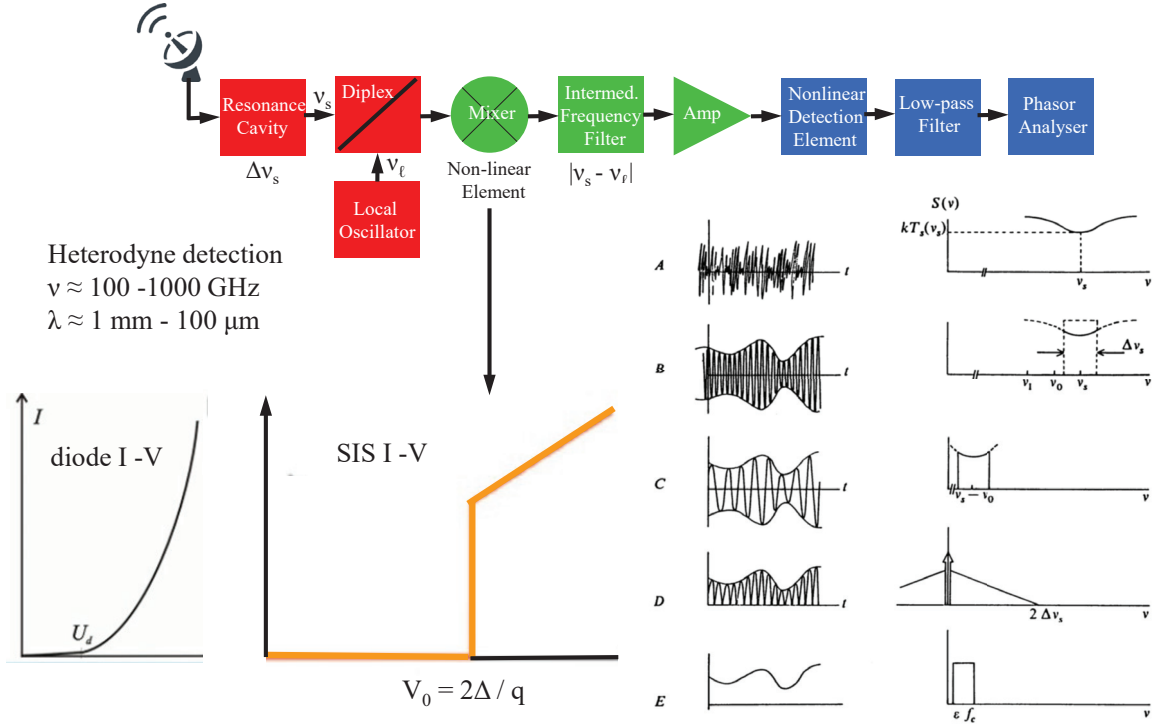 Resonance
Cavity
Δν_s
ν_s
Diplex
ν_ℓ
Local
Oscillator
Mixer
Non-linear
Element
Intermed.
Frequency
Filter
|ν_s - ν_ℓ|
Amp
Nonlinear
Detection
Element
Low-pass
Filter
Phasor
Analyser
Heterodyne detection
ν ≈ 100 -1000 GHz
λ ≈ 1 mm - 100 μm
I
diode I -V
U_d
SIS I -V
V_0 = 2Δ / q
A
t
S(ν)
kT_s(ν_s)
ν_s
ν
B
t
Δν_s
ν_1 ν_0 ν_s
ν
C
t
ν_s — ν_0
ν
D
t
2 Δν_s
ν
E
ε f_c
ν